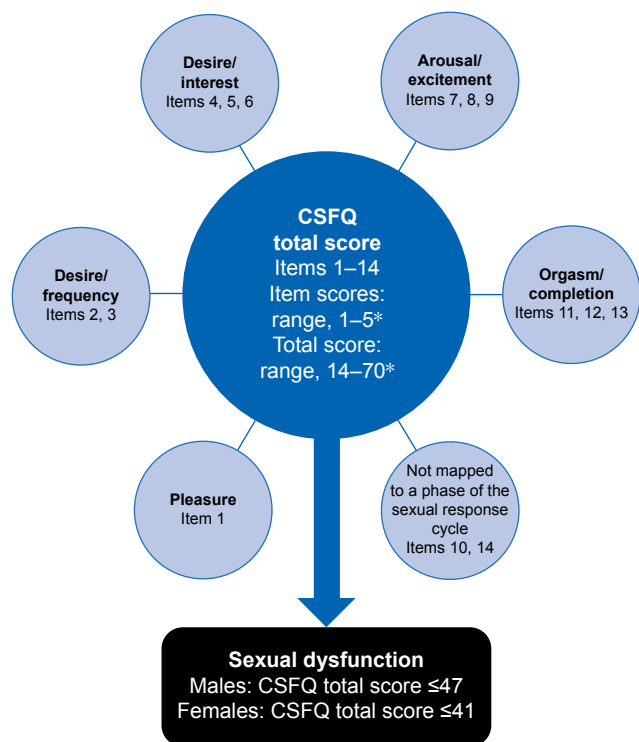 Desire/
interest
Items 4, 5, 6
Arousal/
excitement
Items 7, 8, 9
CSFQ
total score
Items 1–14
Item scores:
range, 1–5*
Total score:
range, 14–70*
Desire/
frequency
Items 2, 3
Orgasm/
completion
Items 11, 12, 13
Pleasure
Item 1
Not mapped
to a phase of the
sexual response
cycle
Items 10, 14
Sexual dysfunction
Males: CSFQ total score ≤47
Females: CSFQ total score ≤41